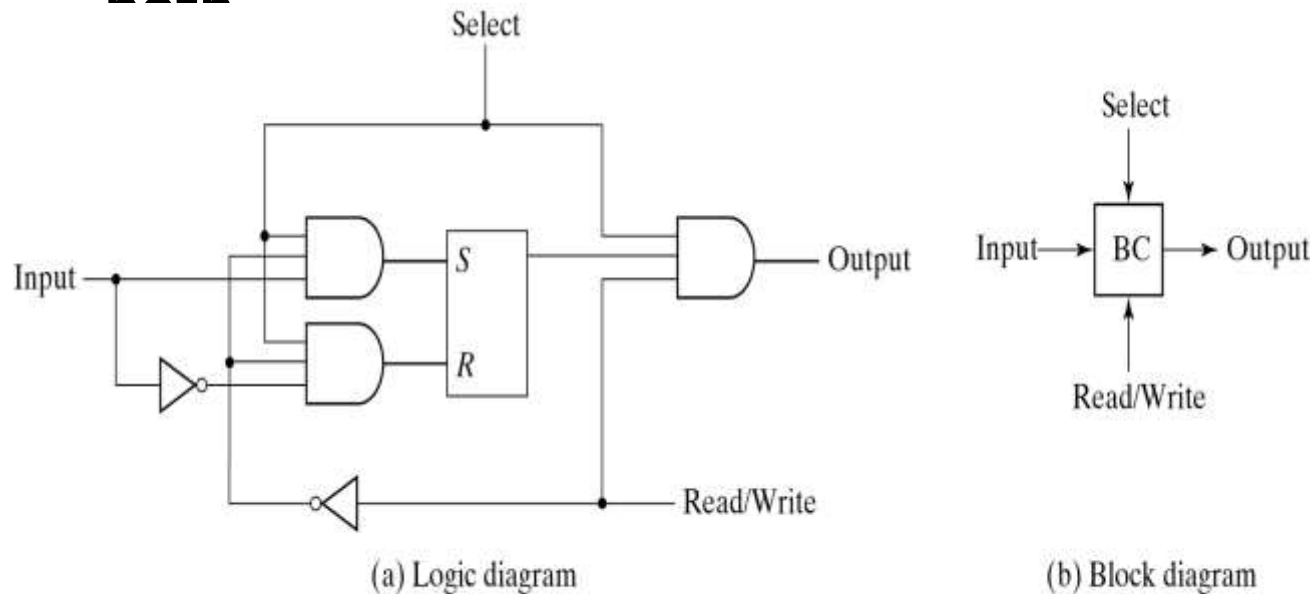 Select
Input
S
R
Output
Read/Write
(a) Logic diagram
Select
Input
BC
Output
Read/Write
(b) Block diagram